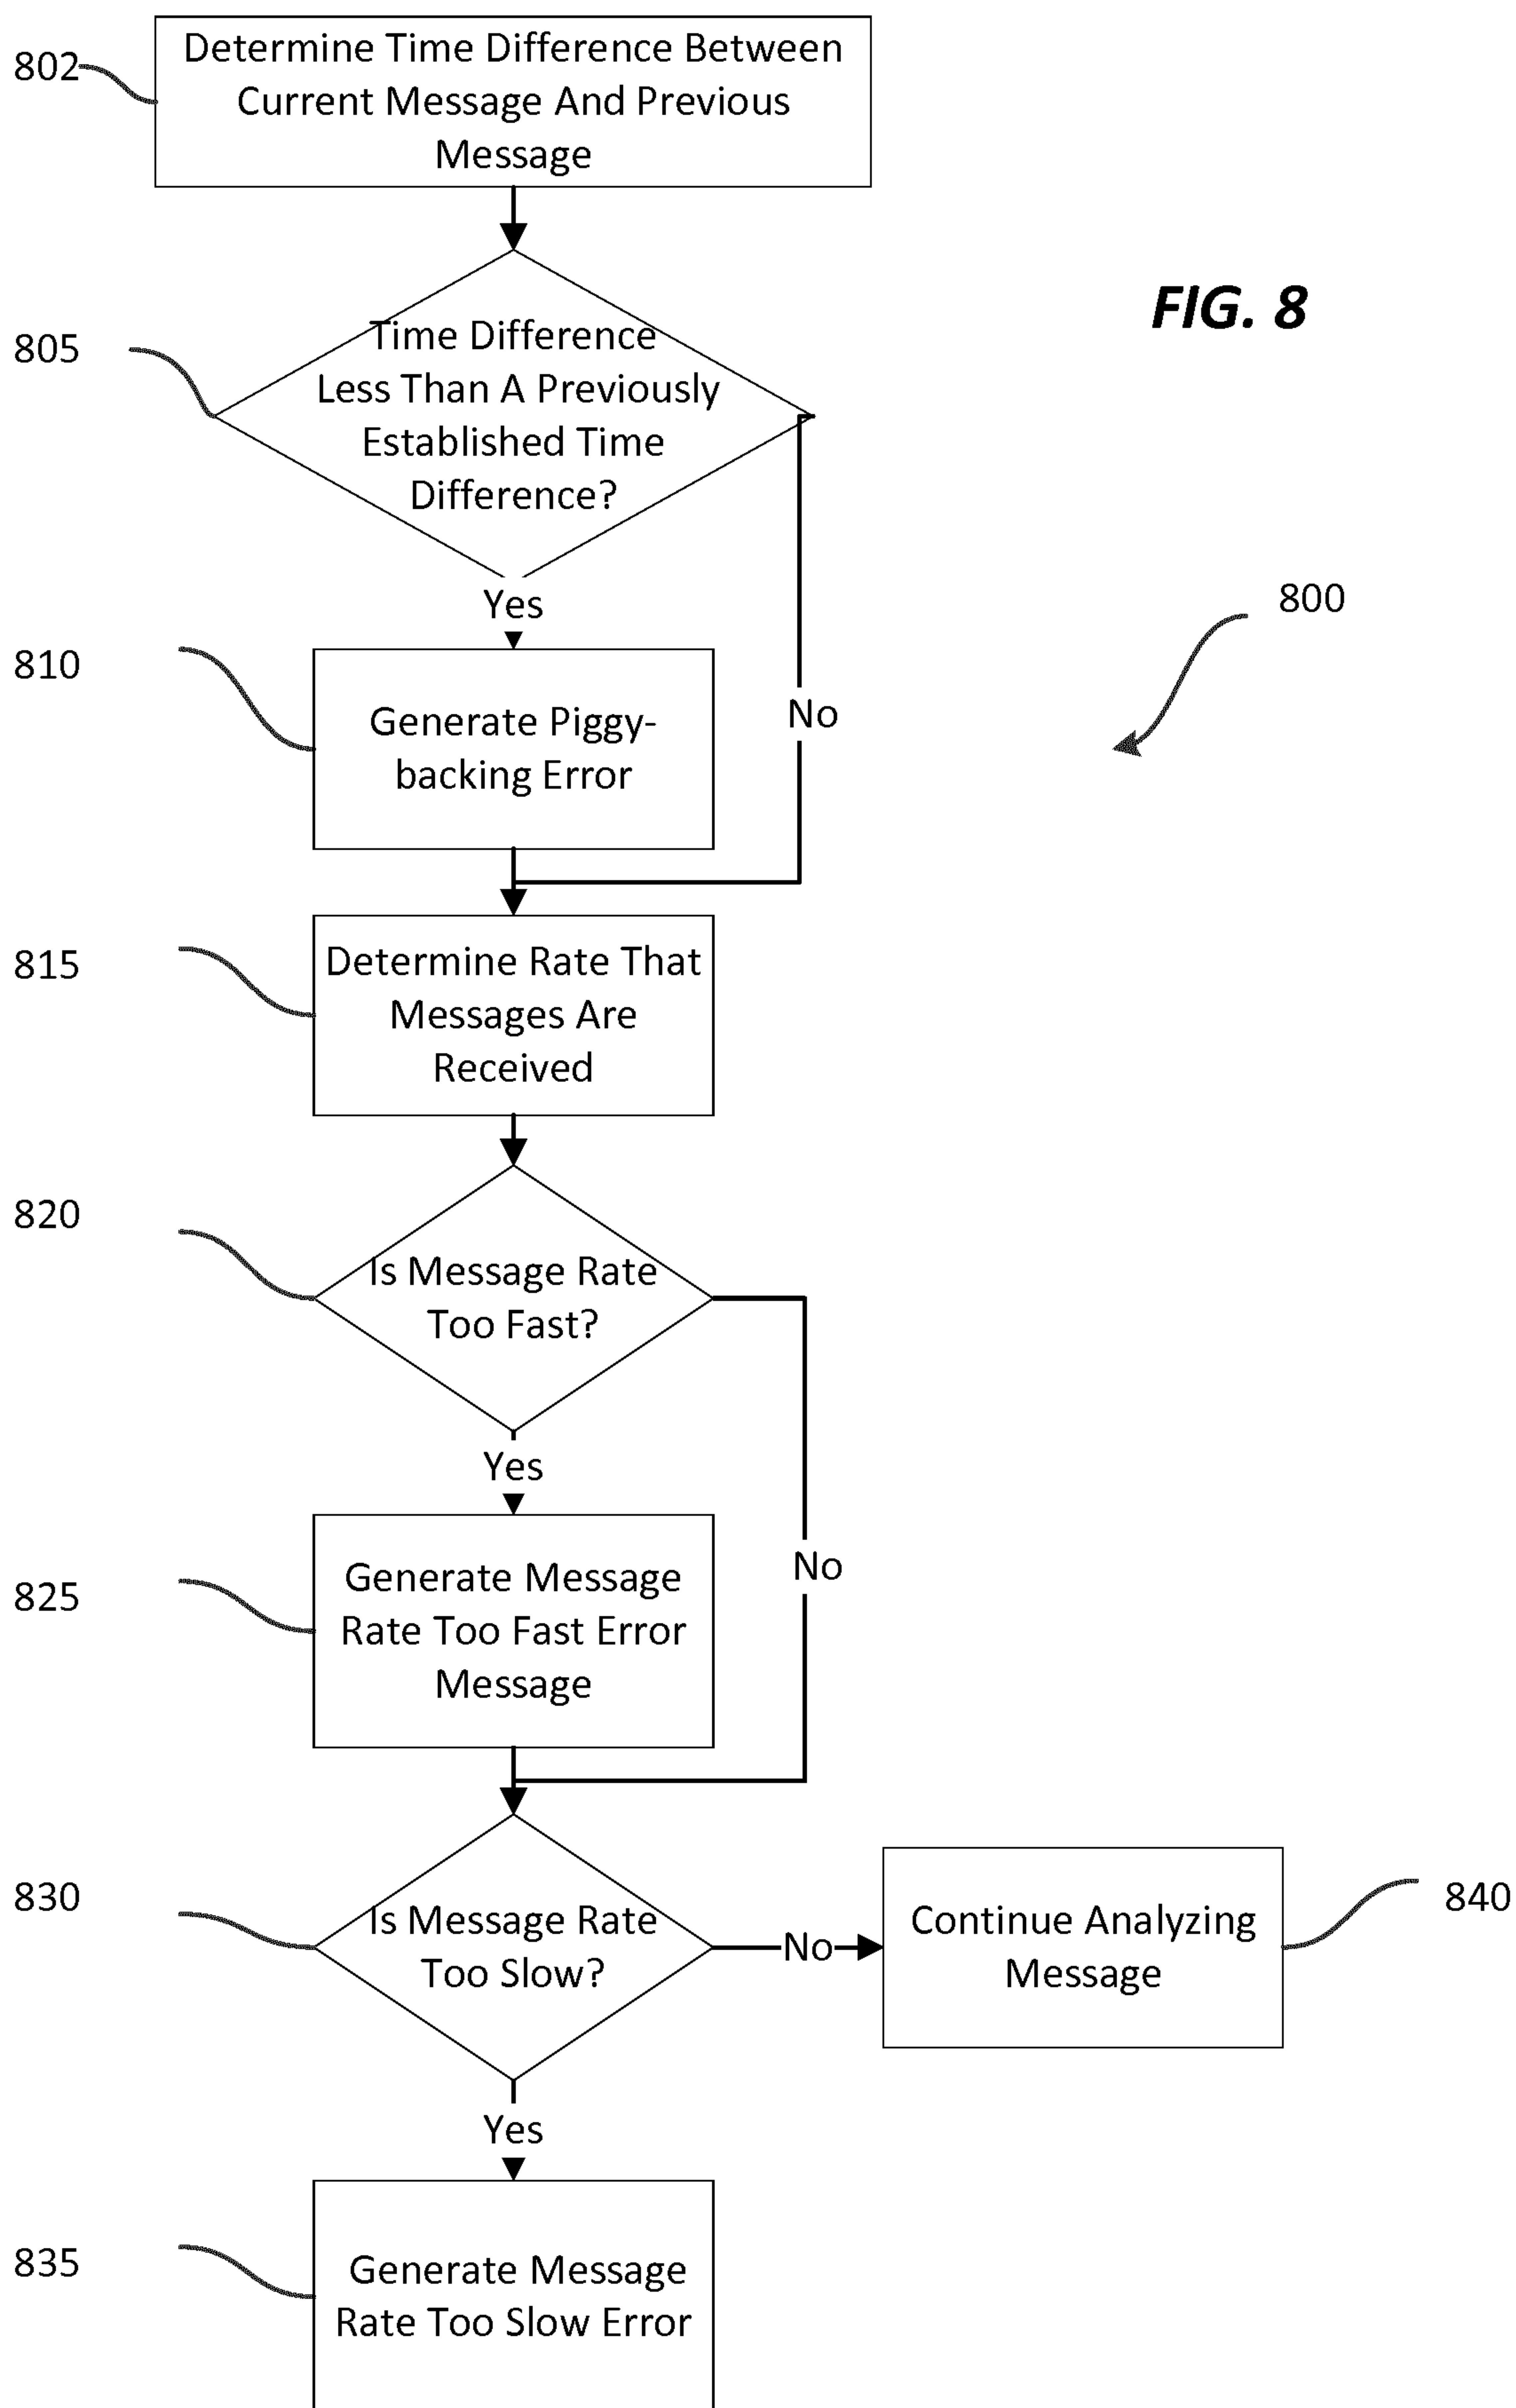 802
Determine Time Difference Between
Current Message And Previous
Message
FIG. 8
805
Time Difference
Less Than A Previously
Established Time
Difference?
Yes
800
810
Generate Piggy-
backing Error
No
815
Determine Rate That
Messages Are
Received
820
Is Message Rate
Too Fast?
Yes
No
825
Generate Message
Rate Too Fast Error
Message
830
Is Message Rate
Too Slow?
No
Continue Analyzing
Message
840
Yes
835
Generate Message
Rate Too Slow Error